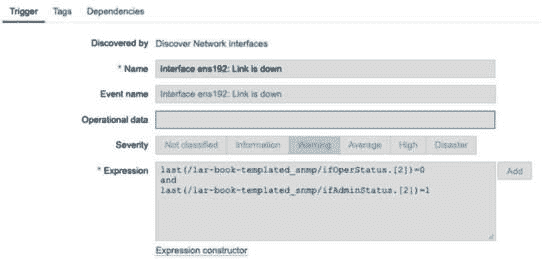 Trigger Tags Dependencies
Discovered by Discover Network Interfaces
* Name Interface ens192: Link is down
Event name Interface ens192: Link is down
Operational data
Severity Not classified Information Warning Average High Disaster
* Expression last(/lar-book-templated_snmp/ifOperStatus.[2])=0
and
last(/lar-book-templated_snmp/ifAdminStatus.[2])=1
Add
Expression constructor